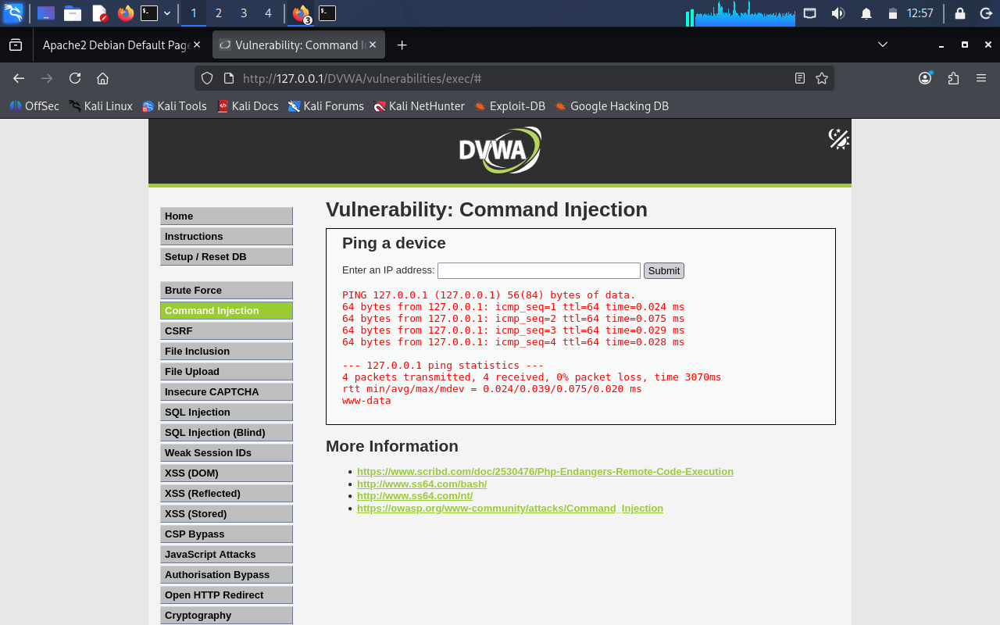 1 2 3 4 3 12:57
Apache2 Debian Default Page Vulnerability: Command I
http://127.0.0.1/DVWA/vulnerabilities/exec/#
OffSec Kali Linux Kali Tools Kali Docs Kali Forums Kali NetHunter Exploit-DB Google Hacking DB
DVWA
Home
Instructions
Setup / Reset DB
Brute Force
Command Injection
CSRF
File Inclusion
File Upload
Insecure CAPTCHA
SQL Injection
SQL Injection (Blind)
Weak Session IDs
XSS (DOM)
XSS (Reflected)
XSS (Stored)
CSP Bypass
JavaScript Attacks
Authorisation Bypass
Open HTTP Redirect
Cryptography
Vulnerability: Command Injection
Ping a device
Enter an IP address: Submit
PING 127.0.0.1 (127.0.0.1) 56(84) bytes of data.
64 bytes from 127.0.0.1: icmp_seq=1 ttl=64 time=0.024 ms
64 bytes from 127.0.0.1: icmp_seq=2 ttl=64 time=0.075 ms
64 bytes from 127.0.0.1: icmp_seq=3 ttl=64 time=0.029 ms
64 bytes from 127.0.0.1: icmp_seq=4 ttl=64 time=0.028 ms
--- 127.0.0.1 ping statistics ---
4 packets transmitted, 4 received, 0% packet loss, time 3070ms
rtt min/avg/max/mdev = 0.024/0.039/0.075/0.020 ms
www-data
More Information
https://www.scribd.com/doc/2530476/Php-Endangers-Remote-Code-Execution
http://www.ss64.com/bash/
http://www.ss64.com/nt/
https://owasp.org/www-community/attacks/Command_Injection